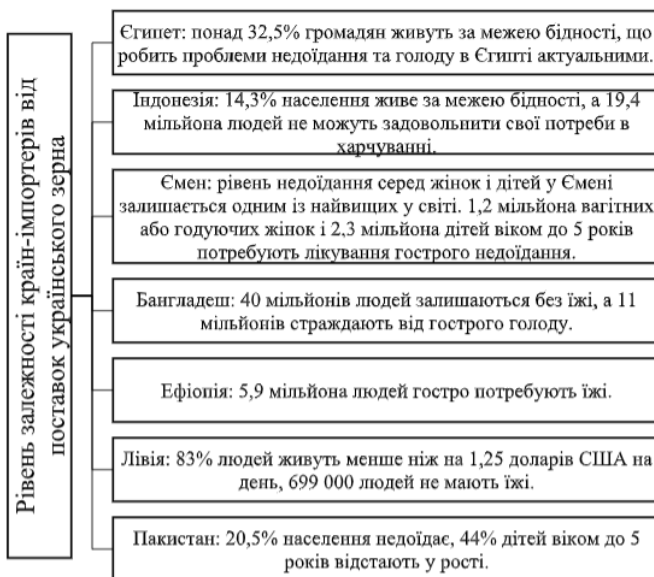 Рівень залежності країн-імпортерів від
поставок українського зерна
Єгипет: понад 32,5% громадян живуть за межею бідності, що
робить проблеми недоїдання та голоду в Єгипті актуальними.
Індонезія: 14,3% населення живе за межею бідності, а 19,4
мільйона людей не можуть задовольнити свої потреби в
харчуванні.
Ємен: рівень недоїдання серед жінок і дітей у Ємені
залишається одним із найвищих у світі. 1,2 мільйона вагітних
або годуючих жінок і 2,3 мільйона дітей віком до 5 років
потребують лікування гострого недоїдання.
Бангладеш: 40 мільйонів людей залишаються без їжі, а 11
мільйонів страждають від гострого голоду.
Ефіопія: 5,9 мільйона людей гостро потребують їжі.
Лівія: 83% людей живуть менше ніж на 1,25 доларів США на
день, 699 000 людей не мають їжі.
Пакистан: 20,5% населення недоїдає, 44% дітей віком до 5
років відстають у рості.